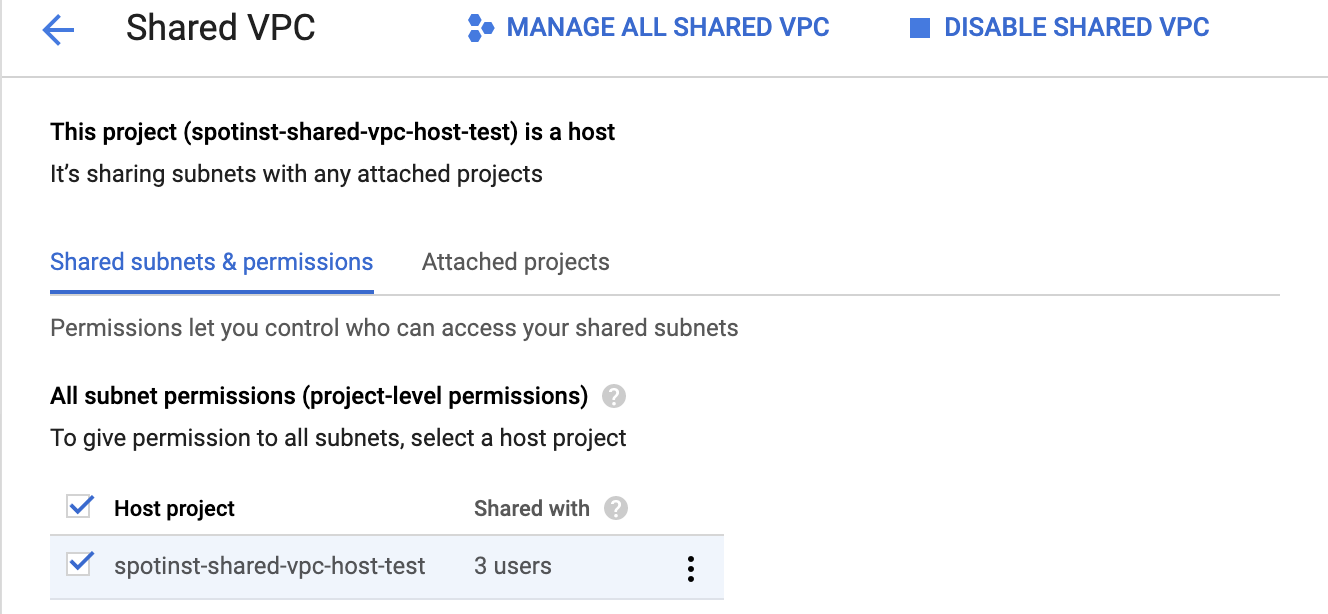 Shared VPC
MANAGE ALL SHARED VPC
DISABLE SHARED VPC
This project (spotinst-shared-vpc-host-test) is a host
It's sharing subnets with any attached projects
Shared subnets & permissions
Attached projects
Permissions let you control who can access your shared subnets
All subnet permissions (project-level permissions) ?
To give permission to all subnets, select a host project
Host project
Shared with ?
spotinst-shared-vpc-host-test
3 users